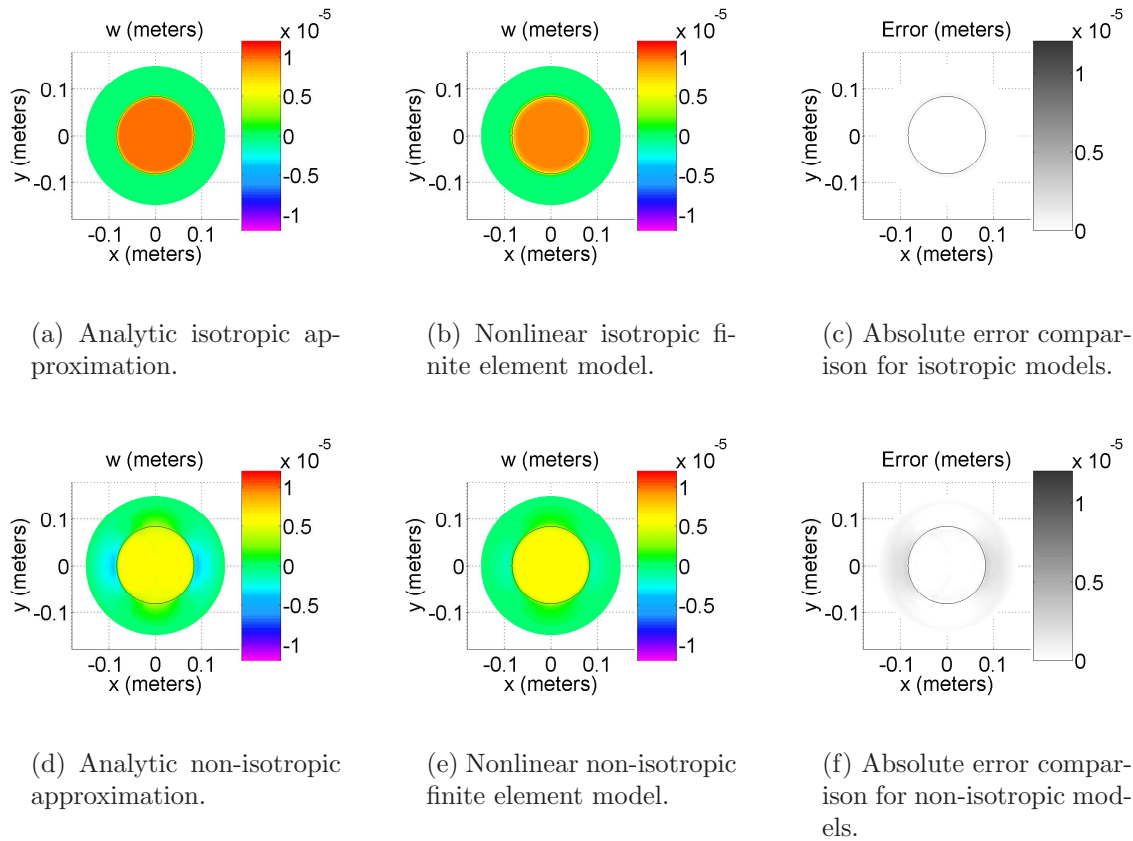 w (meters)
x 10^-5
1
0.5
0
-0.5
-1
y (meters)
0.1
0
-0.1
-0.1 0 0.1
x (meters)
(a) Analytic isotropic ap-
proximation.
w (meters)
x 10^-5
1
0.5
0
-0.5
-1
y (meters)
0.1
0
-0.1
-0.1 0 0.1
x (meters)
(b) Nonlinear isotropic fi-
nite element model.
Error (meters)
x 10^-5
1
0.5
0
y (meters)
0.1
0
-0.1
-0.1 0 0.1
x (meters)
(c) Absolute error compar-
ison for isotropic models.
w (meters)
x 10^-5
1
0.5
0
-0.5
-1
y (meters)
0.1
0
-0.1
-0.1 0 0.1
x (meters)
(d) Analytic non-isotropic
approximation.
w (meters)
x 10^-5
1
0.5
0
-0.5
-1
y (meters)
0.1
0
-0.1
-0.1 0 0.1
x (meters)
(e) Nonlinear non-isotropic
finite element model.
Error (meters)
x 10^-5
1
0.5
0
y (meters)
0.1
0
-0.1
-0.1 0 0.1
x (meters)
(f) Absolute error compar-
ison for non-isotropic mod-
els.